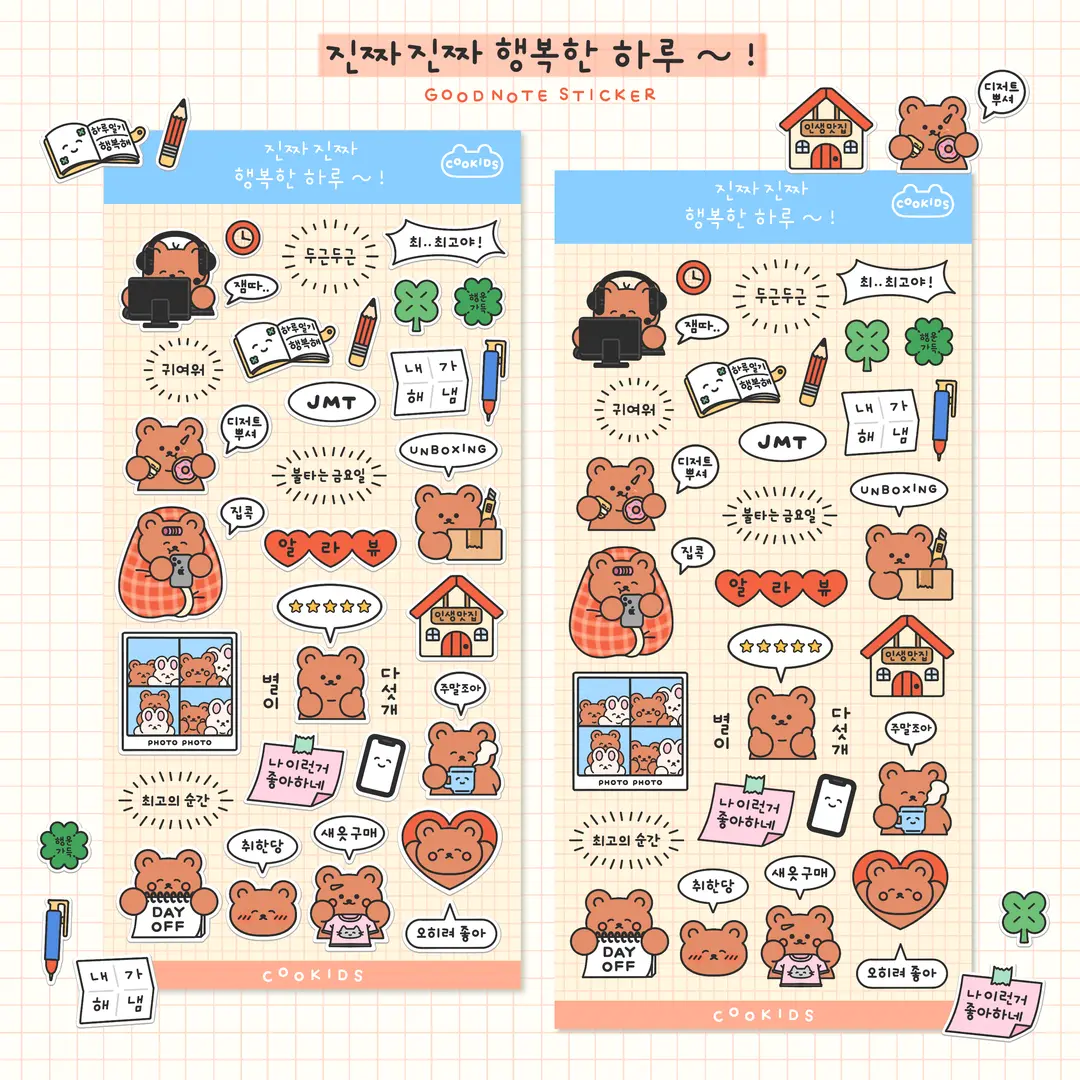 진짜진짜 행복한 하루 ~ !
GOODNOTE STICKER
디저트
뿌셔
인생맛집
하루일기
행복해
진짜 진짜
행복한 하루 ~ !
COOKIDS
두근두근
최..최고야!
잼따..
행운
가득
하루일기
행복해
귀여워
내 가
해 냄
JMT
디저트
뿌셔
UNBOXING
불타는 금요일
집콕
알 라 뷰
인생맛집
별이
다섯개
주말조아
PHOTO PHOTO
나 이런거
좋아하네
최고의 순간
취한당
새옷구매
DAY
OFF
오히려 좋아
COOKIDS
진짜 진짜
행복한 하루 ~ !
COOKIDS
두근두근
최..최고야!
잼따..
행운
가득
하루일기
행복해
귀여워
내 가
해 냄
JMT
디저트
뿌셔
UNBOXING
불타는 금요일
집콕
알 라 뷰
인생맛집
별이
다섯개
주말조아
PHOTO PHOTO
나 이런거
좋아하네
최고의 순간
취한당
새옷구매
DAY
OFF
오히려 좋아
COOKIDS
행운
가득
내 가
해 냄
나 이런거
좋아하네